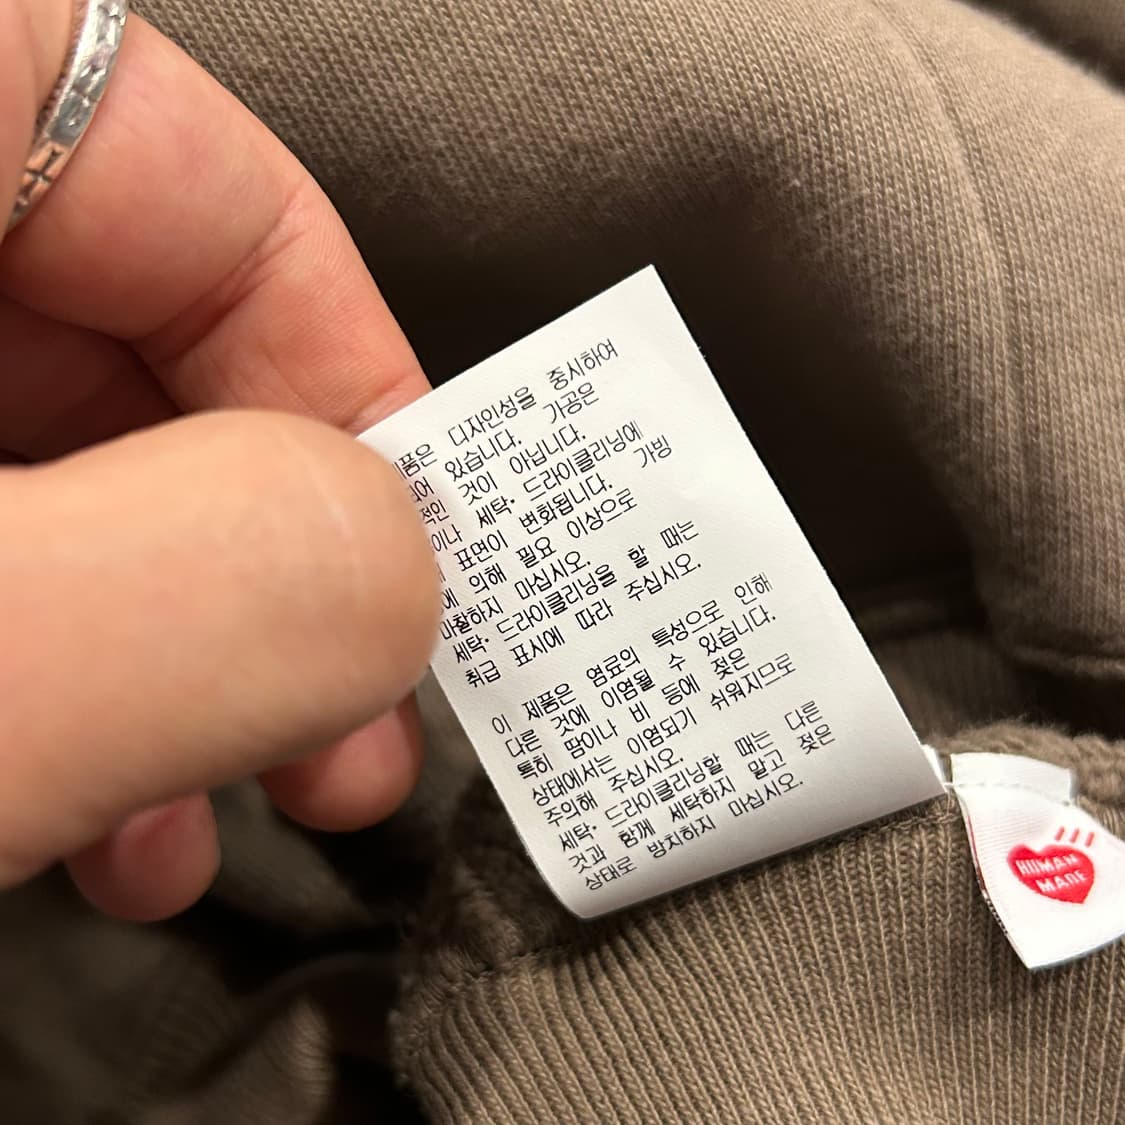 디자인성을 중시하여
있습니다. 가공은
것이 아닙니다.
세탁· 드라이클리닝에
표면이 변화됩니다. 가빙
의해 필요 이상으로
마찰하지 마십시오.
세탁· 드라이클리닝을 할 때는
취급 표시에 따라 주십시오.
이 제품은 염료의 특성으로 인해
다른 것에 이염될 수 있습니다.
특히 땀이나 비 등에 젖은
상태에서는 이염되기 쉬워지므로
주의해 주십시오.
세탁· 드라이클리닝할 때는 다른
것과 함께 세탁하지 말고 젖은
상태로 방치하지 마십시오.
HUMAN
MADE